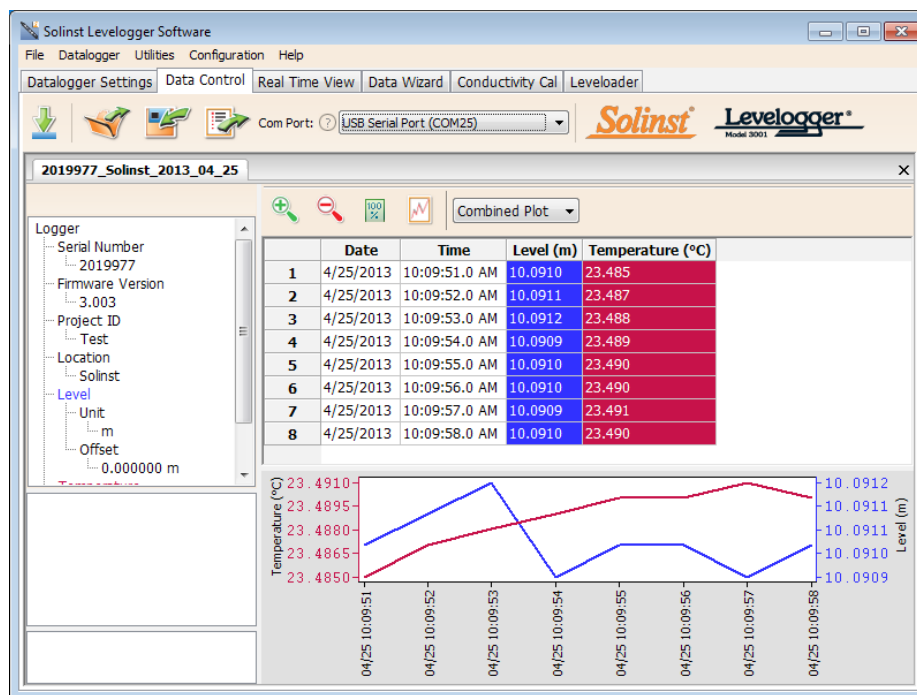 Solinst Levelogger Software
File Datalogger Utilities Configuration Help
Datalogger Settings Data Control Real Time View Data Wizard Conductivity Cal Leveloader
Com Port: ? USB Serial Port (COM25) Solinst® Levelogger®
Model 3001
2019977_Solinst_2013_04_25
100 % Combined Plot
Logger
Serial Number
2019977
Firmware Version
3.003
Project ID
Test
Location
Solinst
Level
Unit
m
Offset
0.000000 m
Temperature
Date Time Level (m) Temperature (°C)
1 4/25/2013 10:09:51.0 AM 10.0910 23.485
2 4/25/2013 10:09:52.0 AM 10.0911 23.487
3 4/25/2013 10:09:53.0 AM 10.0912 23.488
4 4/25/2013 10:09:54.0 AM 10.0909 23.489
5 4/25/2013 10:09:55.0 AM 10.0910 23.490
6 4/25/2013 10:09:56.0 AM 10.0910 23.490
7 4/25/2013 10:09:57.0 AM 10.0909 23.491
8 4/25/2013 10:09:58.0 AM 10.0910 23.490
Temperature (°C)
23.4910
23.4895
23.4880
23.4865
23.4850
10.0912
10.0911
10.0911
10.0910
10.0909
Level (m)
04/25 10:09:51
04/25 10:09:52
04/25 10:09:53
04/25 10:09:54
04/25 10:09:55
04/25 10:09:56
04/25 10:09:57
04/25 10:09:58